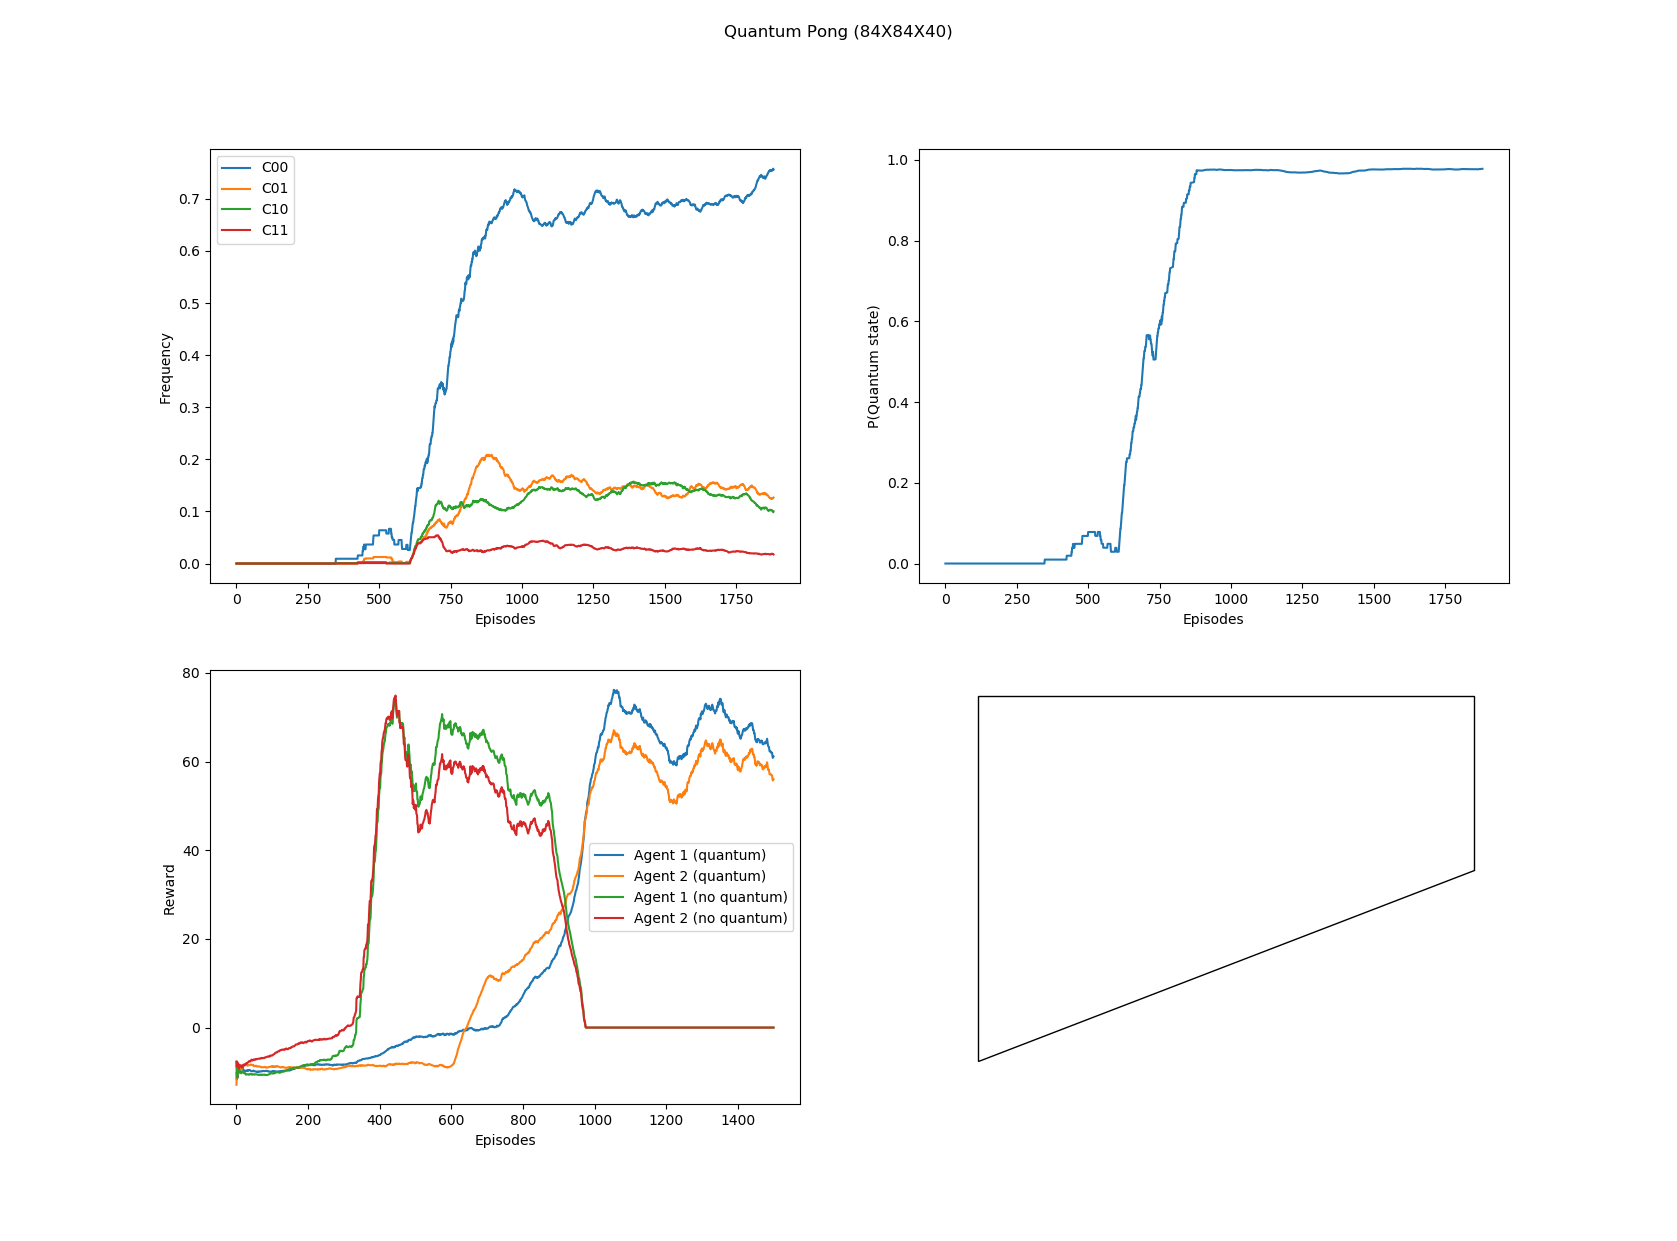 Quantum Pong (84X84X40)
C00
C01
C10
C11
Frequency
0.7
0.6
0.5
0.4
0.3
0.2
0.1
0.0
0 250 500 750 1000 1250 1500 1750
Episodes
P(Quantum state)
1.0
0.8
0.6
0.4
0.2
0.0
0 250 500 750 1000 1250 1500 1750
Episodes
Reward
80
60
40
20
0
Agent 1 (quantum)
Agent 2 (quantum)
Agent 1 (no quantum)
Agent 2 (no quantum)
0 200 400 600 800 1000 1200 1400
Episodes